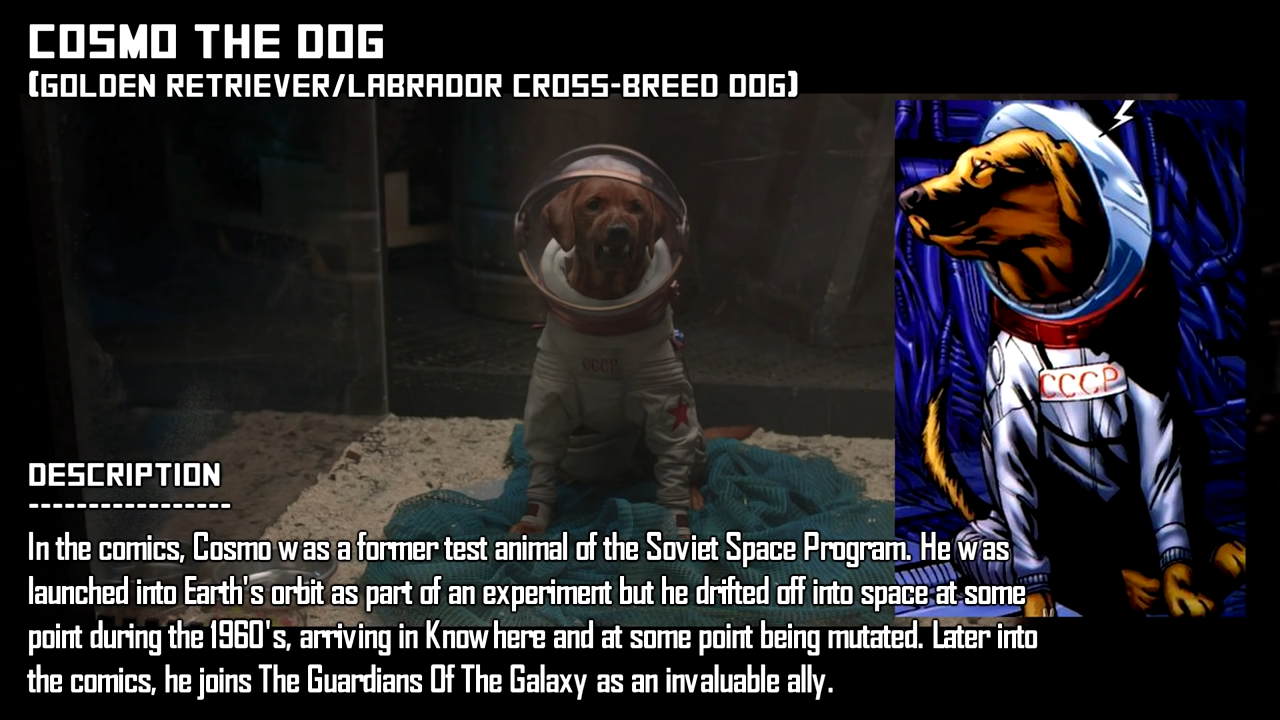 COSMO THE DOG
(GOLDEN RETRIEVER/LABRADOR CROSS-BREED DOG)
CCCP
CCCP
DESCRIPTION
-----------------
In the comics, Cosmo was a former test animal of the Soviet Space Program. He was
launched into Earth's orbit as part of an experiment but he drifted off into space at some
point during the 1960's, arriving in Knowhere and at some point being mutated. Later into
the comics, he joins The Guardians Of The Galaxy as an invaluable ally.